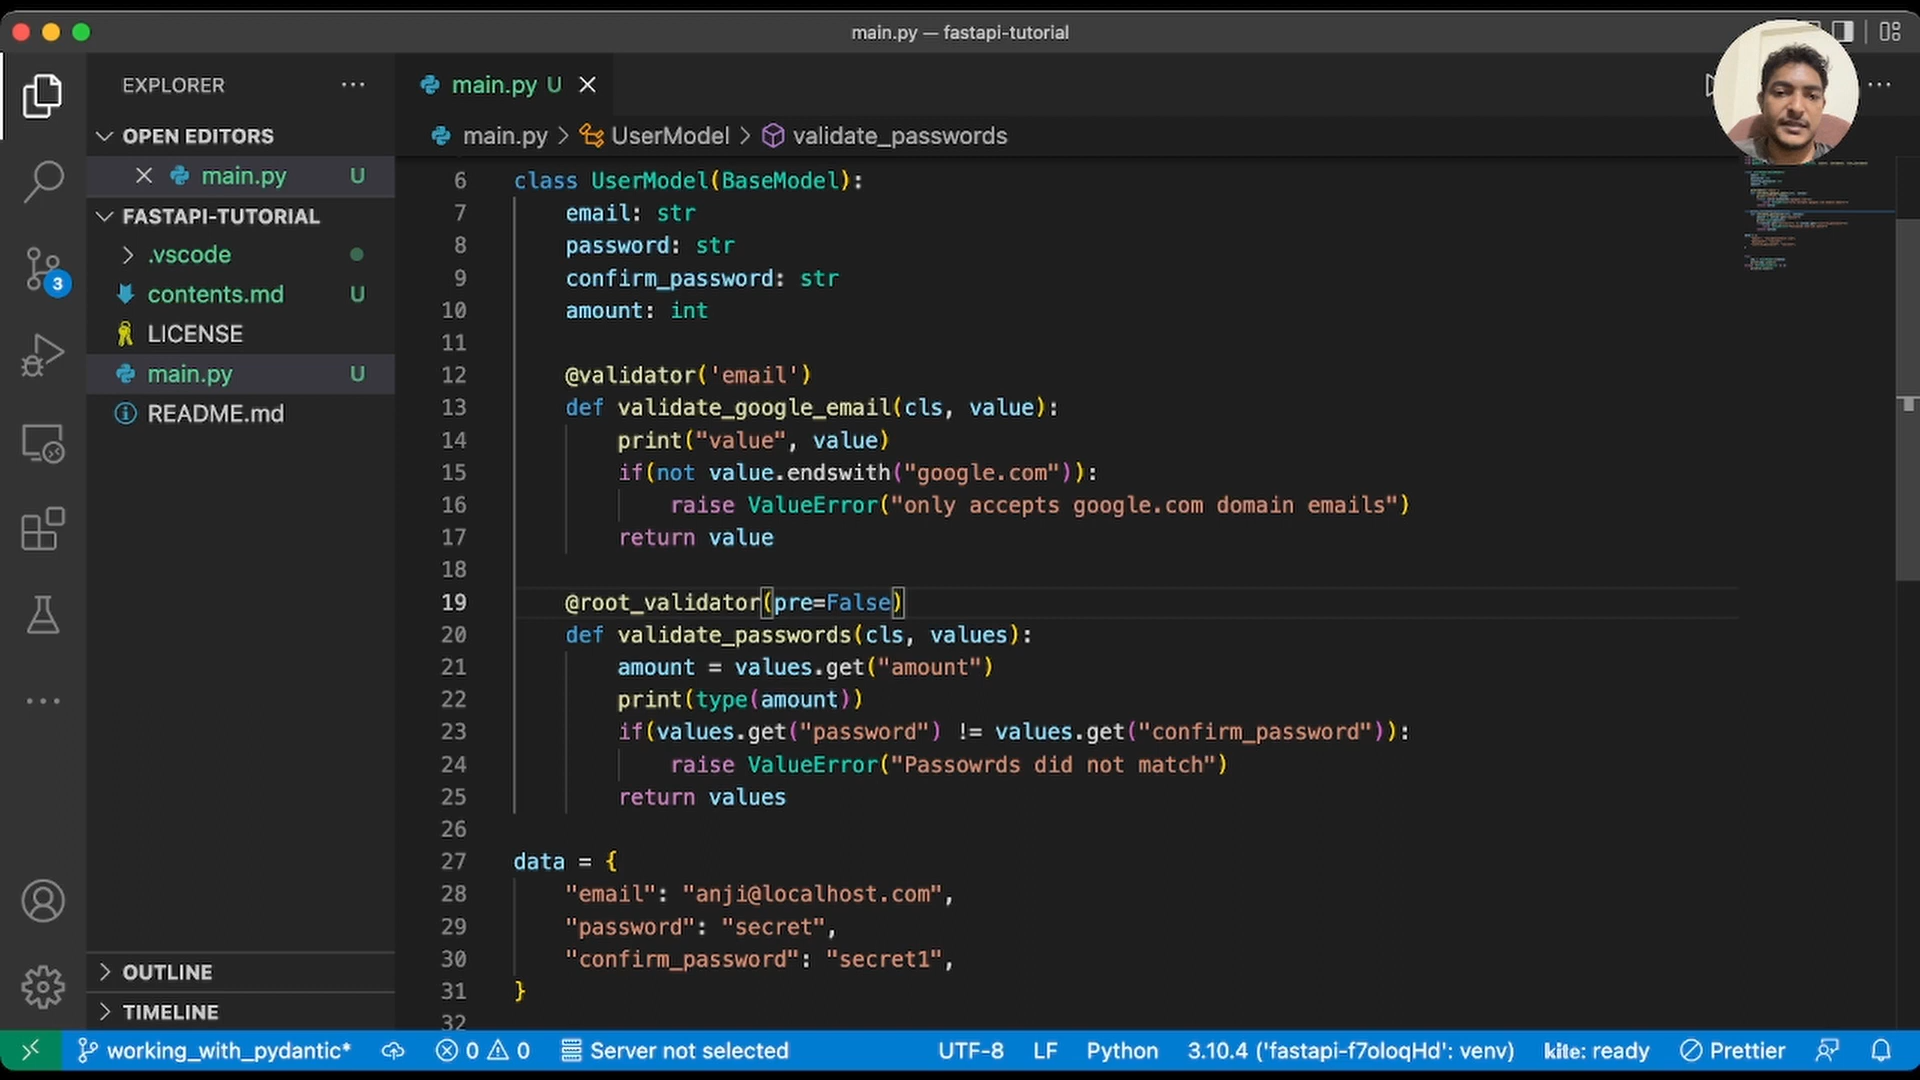 main.py — fastapi-tutorial
EXPLORER
main.py U
OPEN EDITORS
main.py U
FASTAPI-TUTORIAL
.vscode
contents.md U
LICENSE
main.py U
README.md
OUTLINE
TIMELINE
main.py > UserModel > validate_passwords
6 class UserModel(BaseModel):
7 email: str
8 password: str
9 confirm_password: str
10 amount: int
11
12 @validator('email')
13 def validate_google_email(cls, value):
14 print("value", value)
15 if(not value.endswith("google.com")):
16 raise ValueError("only accepts google.com domain emails")
17 return value
18
19 @root_validator(pre=False)
20 def validate_passwords(cls, values):
21 amount = values.get("amount")
22 print(type(amount))
23 if(values.get("password") != values.get("confirm_password")):
24 raise ValueError("Passowrds did not match")
25 return values
26
27 data = {
28 "email": "anji@localhost.com",
29 "password": "secret",
30 "confirm_password": "secret1",
31 }
32
3
working_with_pydantic* 0 0 Server not selected UTF-8 LF Python 3.10.4 ('fastapi-f7oloqHd': venv) kite: ready Prettier